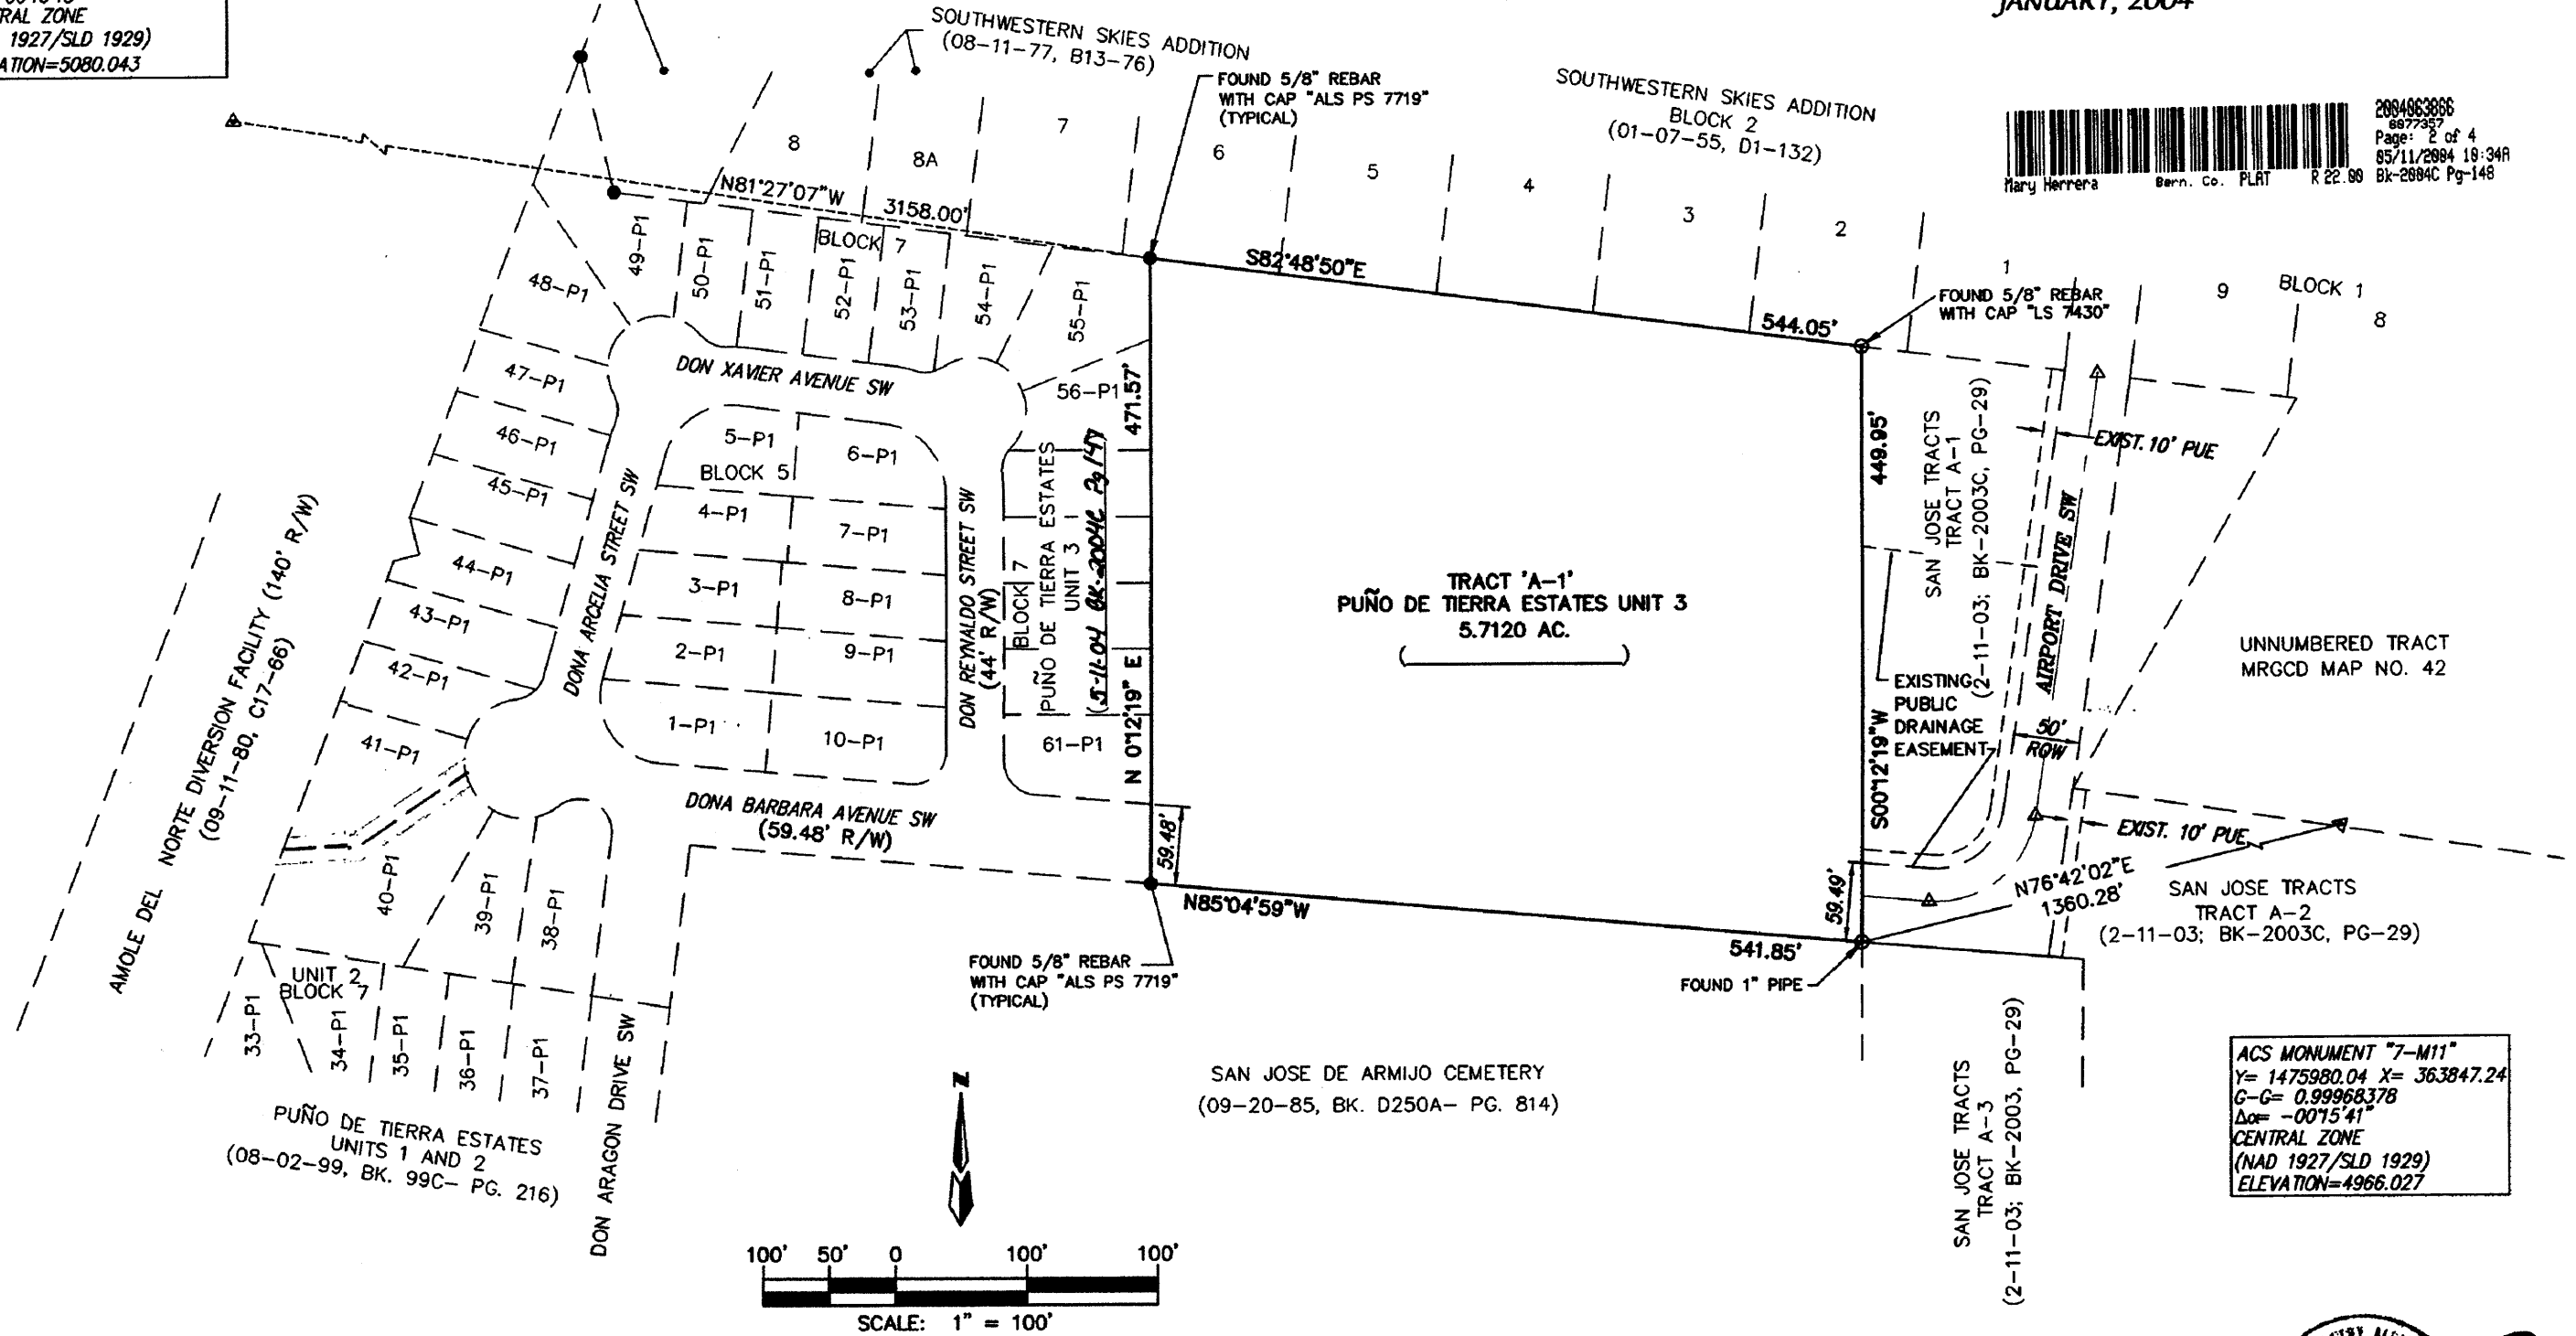 RAL ZONE
1927/SLD 1929)
ATION=5080.043
JANUARY, 2004
SOUTHWESTERN SKIES ADDITION
(08-11-77, B13-76)
FOUND 5/8" REBAR
WITH CAP "ALS PS 7719"
(TYPICAL)
SOUTHWESTERN SKIES ADDITION
BLOCK 2
(01-07-55, D1-132)
2004063866
6077357
Page: 2 of 4
05/11/2004 10:34A
Mary Herrera Bern. Co. PLAT R 22.00 Bk-2004C Pg-148
8
8A
7
6
5
4
3
2
1
9
BLOCK 1
8
N81°27'07"W 3158.00'
BLOCK 7
S82°48'50"E
544.05'
FOUND 5/8" REBAR
WITH CAP "LS 7430"
48-P1
49-P1
50-P1
51-P1
52-P1
53-P1
54-P1
55-P1
56-P1
DON XAVIER AVENUE SW
47-P1
46-P1
45-P1
44-P1
43-P1
42-P1
41-P1
5-P1
6-P1
BLOCK 5
4-P1
7-P1
3-P1
8-P1
2-P1
9-P1
1-P1
10-P1
61-P1
DONA ARCELIA STREET SW
DON REYNALDO STREET SW
(44' R/W)
BLOCK 7
PUÑO DE TIERRA ESTATES
UNIT 3
(5-11-04 BK-2004C Pg 147
471.57'
N 0°12'19" E
TRACT 'A-1'
PUÑO DE TIERRA ESTATES UNIT 3
5.7120 AC.
(          )
449.95'
S00°12'19"W
SAN JOSE TRACTS
TRACT A-1
(2-11-03; BK-2003C, PG-29)
EXIST. 10' PUE
AIRPORT DRIVE SW
UNNUMBERED TRACT
MRGCD MAP NO. 42
EXISTING
PUBLIC
DRAINAGE
EASEMENT
50'
ROW
AMOLE DEL NORTE DIVERSION FACILITY (140' R/W)
(09-11-80, C17-66)
DONA BARBARA AVENUE SW
(59.48' R/W)
59.48'
N85°04'59"W
541.85'
59.49'
EXIST. 10' PUE
N76°42'02"E
1360.28'
SAN JOSE TRACTS
TRACT A-2
(2-11-03; BK-2003C, PG-29)
40-P1
39-P1
38-P1
FOUND 5/8" REBAR
WITH CAP "ALS PS 7719"
(TYPICAL)
FOUND 1" PIPE
UNIT 2
BLOCK 7
33-P1
34-P1
35-P1
36-P1
37-P1
DON ARAGON DRIVE SW
PUÑO DE TIERRA ESTATES
UNITS 1 AND 2
(08-02-99, BK. 99C- PG. 216)
SAN JOSE DE ARMIJO CEMETERY
(09-20-85, BK. D250A- PG. 814)
SAN JOSE TRACTS
TRACT A-3
(2-11-03; BK-2003, PG-29)
ACS MONUMENT "7-M11"
Y= 1475980.04 X= 363847.24
G-G= 0.99968378
Δα= -00°15'41"
CENTRAL ZONE
(NAD 1927/SLD 1929)
ELEVATION=4966.027
100' 50' 0 100' 100'
SCALE: 1" = 100'